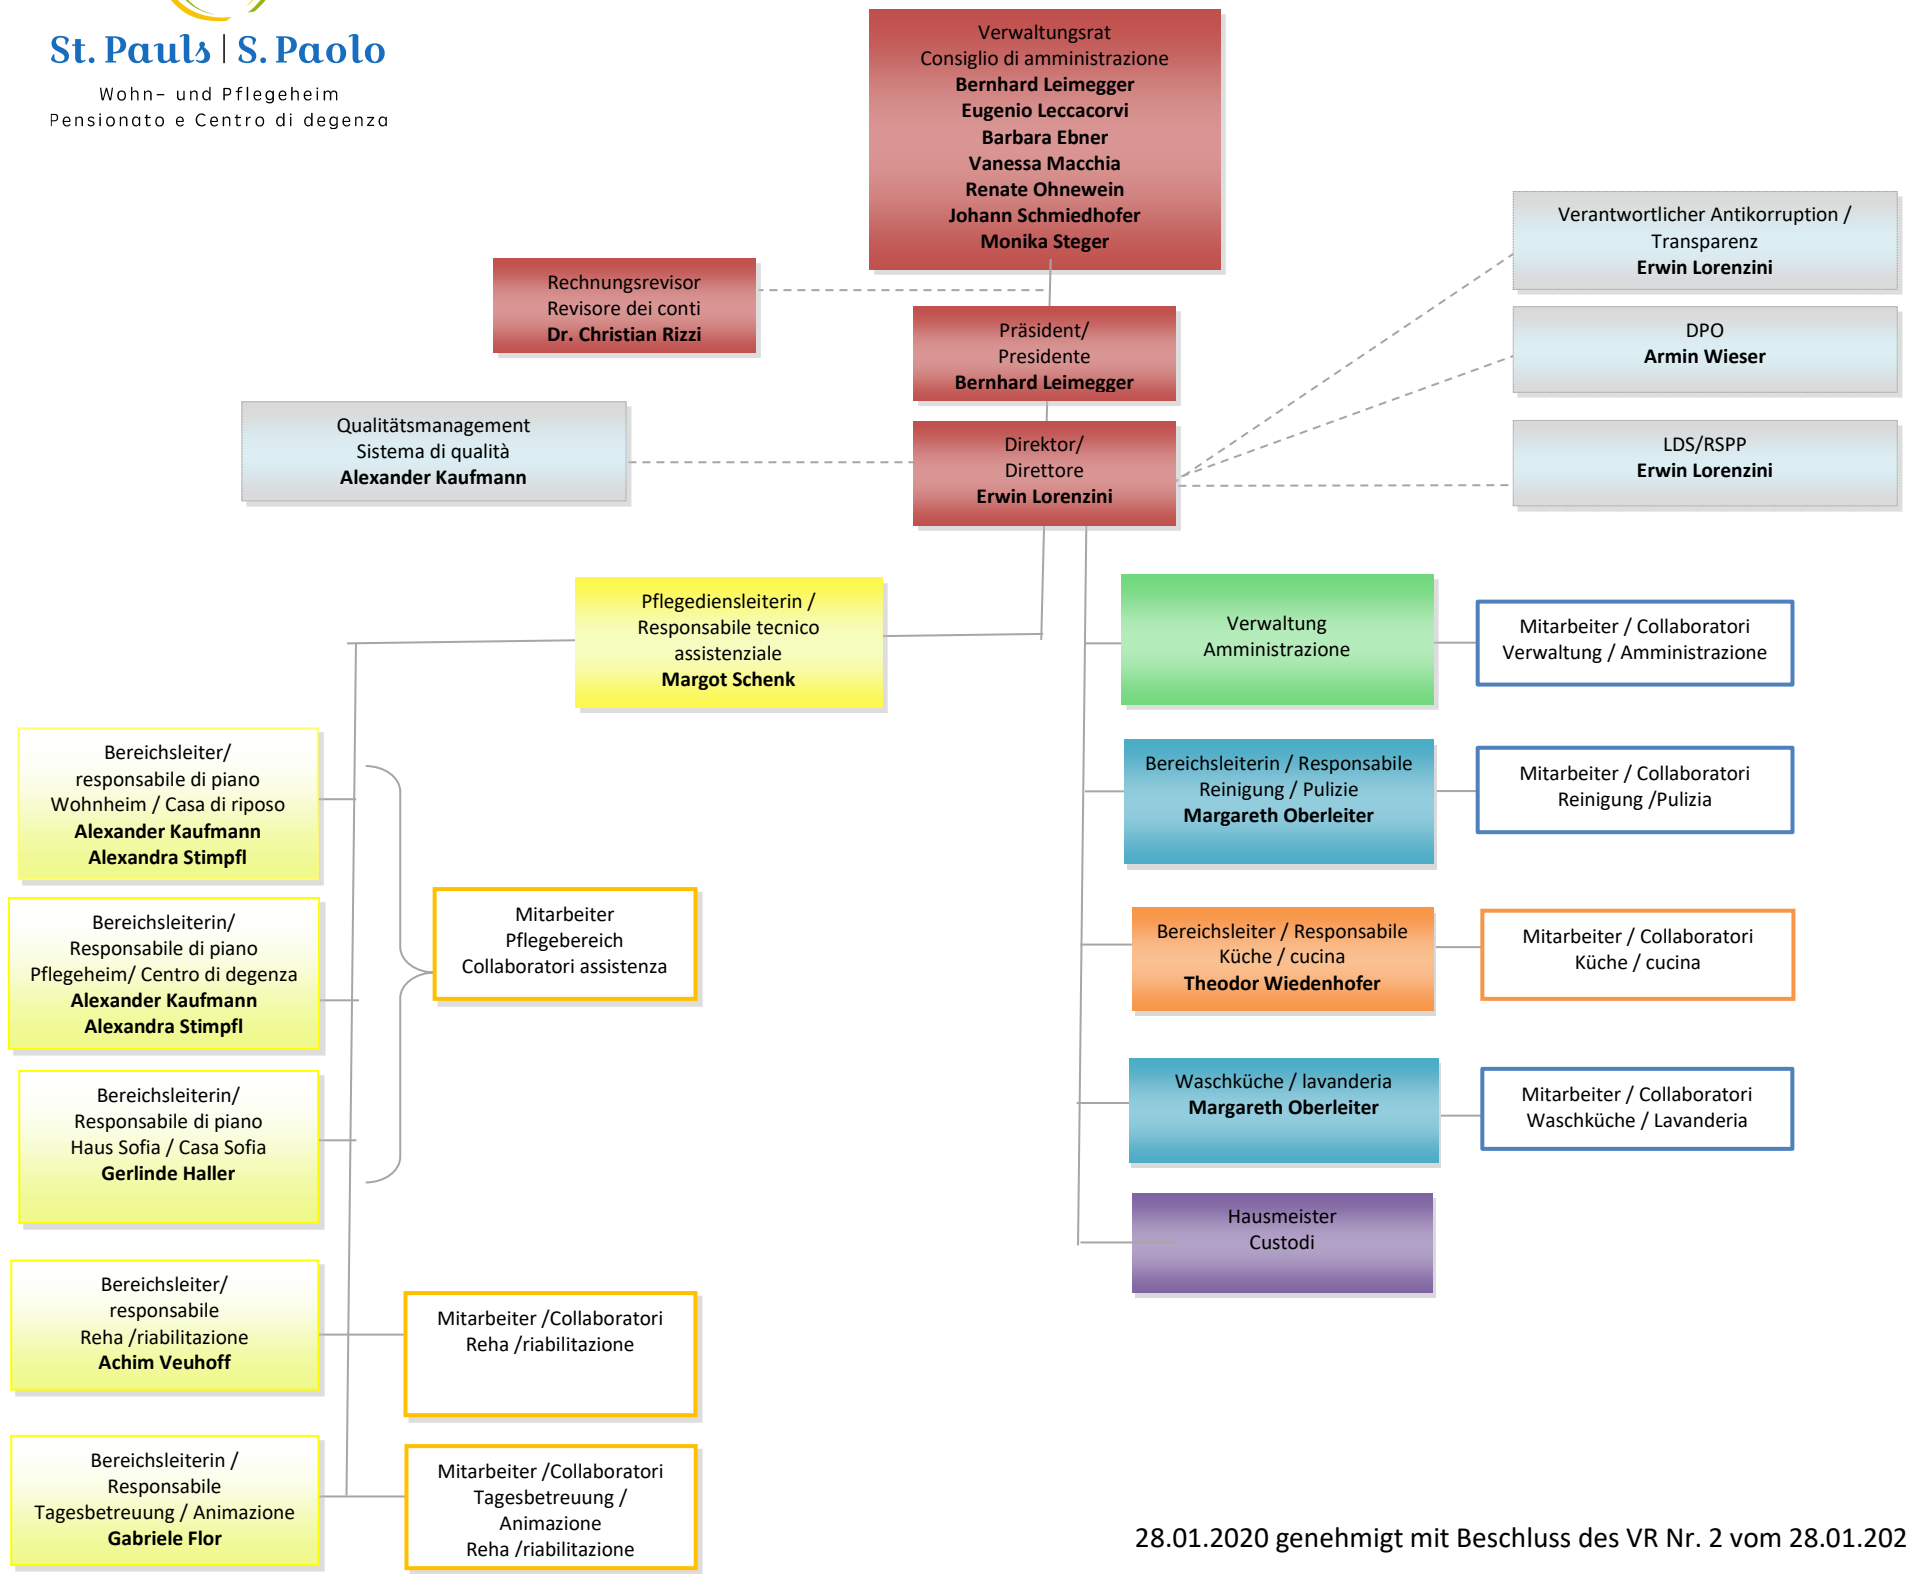 St. Pauls | S. Paolo
Wohn- und Pflegeheim
Pensionato e Centro di degenza
Verwaltungsrat
Consiglio di amministrazione
Bernhard Leimegger
Eugenio Leccacorvi
Barbara Ebner
Vanessa Macchia
Renate Ohnewein
Johann Schmiedhofer
Monika Steger
Rechnungsrevisor
Revisore dei conti
Dr. Christian Rizzi
Präsident/
Presidente
Bernhard Leimegger
Verantwortlicher Antikorruption /
Transparenz
Erwin Lorenzini
DPO
Armin Wieser
Qualitätsmanagement
Sistema di qualità
Alexander Kaufmann
Direktor/
Direttore
Erwin Lorenzini
LDS/RSPP
Erwin Lorenzini
Pflegediensleiterin /
Responsabile tecnico
assistenziale
Margot Schenk
Verwaltung
Amministrazione
Mitarbeiter / Collaboratori
Verwaltung / Amministrazione
Bereichsleiter/
responsabile di piano
Wohnheim / Casa di riposo
Alexander Kaufmann
Alexandra Stimpfl
Bereichsleiterin / Responsabile
Reinigung / Pulizie
Margareth Oberleiter
Mitarbeiter / Collaboratori
Reinigung /Pulizia
Bereichsleiterin/
Responsabile di piano
Pflegeheim/ Centro di degenza
Alexander Kaufmann
Alexandra Stimpfl
Mitarbeiter
Pflegebereich
Collaboratori assistenza
Bereichsleiter / Responsabile
Küche / cucina
Theodor Wiedenhofer
Mitarbeiter / Collaboratori
Küche / cucina
Bereichsleiterin/
Responsabile di piano
Haus Sofia / Casa Sofia
Gerlinde Haller
Waschküche / lavanderia
Margareth Oberleiter
Mitarbeiter / Collaboratori
Waschküche / Lavanderia
Hausmeister
Custodi
Bereichsleiter/
responsabile
Reha /riabilitazione
Achim Veuhoff
Mitarbeiter /Collaboratori
Reha /riabilitazione
Bereichsleiterin /
Responsabile
Tagesbetreuung / Animazione
Gabriele Flor
Mitarbeiter /Collaboratori
Tagesbetreuung /
Animazione
Reha /riabilitazione
28.01.2020 genehmigt mit Beschluss des VR Nr. 2 vom 28.01.202